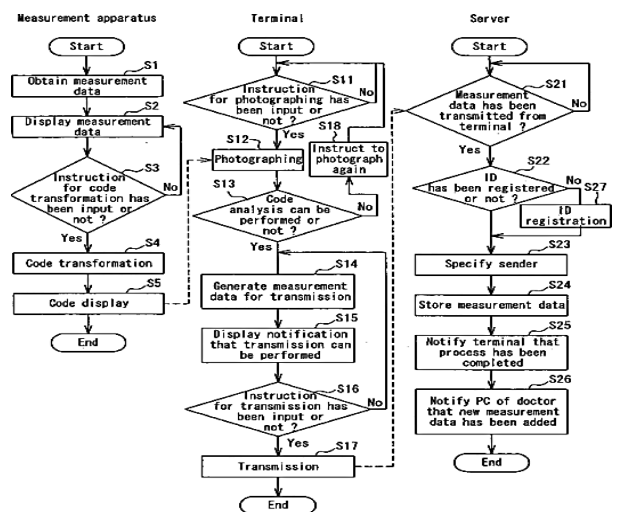 Measurement apparatus
Start
S1
Obtain measurement
data
S2
Display measurement
data
S3
Instruction
for code
transformation has
been input or
not ?
No
Yes
S4
Code transformation
S5
Code display
End
Terminal
Start
S11
Instruction
for photographing has
been input or
not ?
No
Yes
S12
Photographing
S18
Instruct to
photograph
again
S13
Code
analysis can be
performed or
not ?
No
Yes
S14
Generate measurement
data for transmission
S15
Display notification
that transmission can
be performed
S16
Instruction
for transmission has
been input or
not ?
No
Yes
S17
Transmission
End
Server
Start
S21
Measurement
data has been
transmitted from
terminal ?
No
Yes
S22
ID
has been registered
or not ?
No
S27
ID
registration
Yes
S23
Specify sender
S24
Store measurement data
S25
Notify terminal that
process has been
completed
S26
Notify PC of doctor
that new measurement
data has been added
End